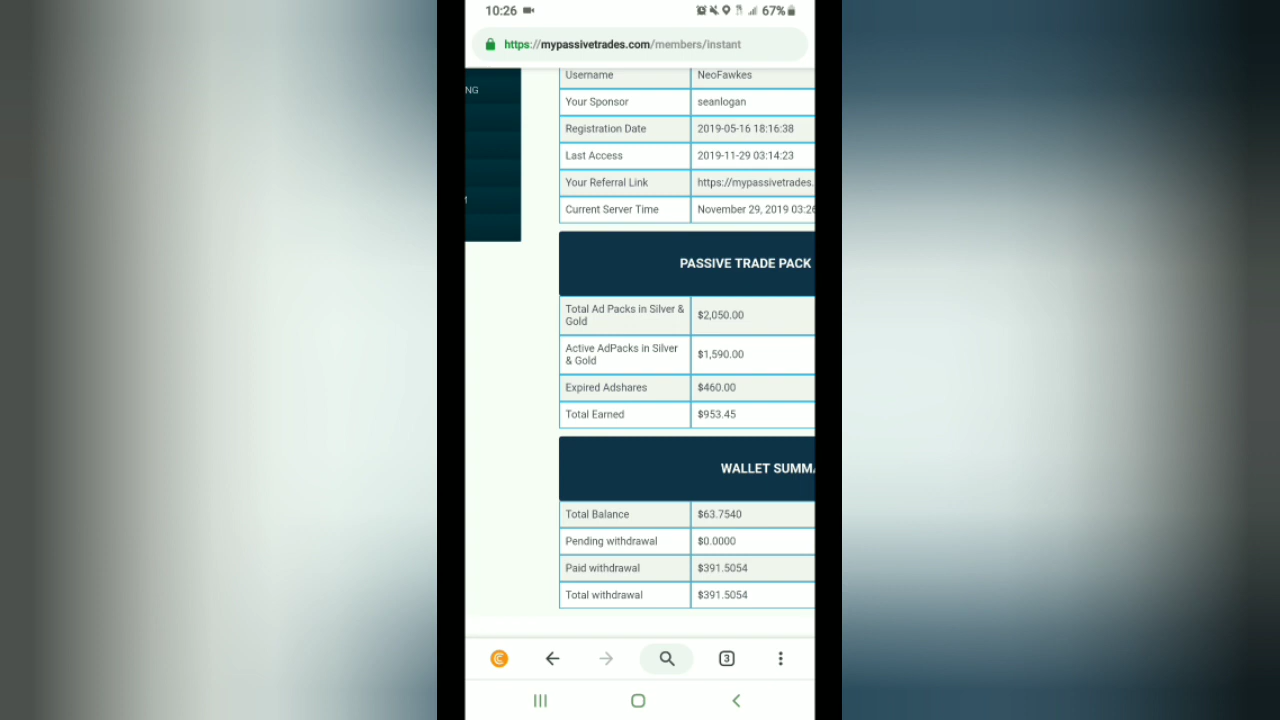 10:26 67%
https://mypassivetrades.com/members/instant
NG
Username NeoFawkes
Your Sponsor seanlogan
Registration Date 2019-05-16 18:16:38
Last Access 2019-11-29 03:14:23
Your Referral Link https://mypassivetrades.
Current Server Time November 29, 2019 03:26
PASSIVE TRADE PACK
Total Ad Packs in Silver &
Gold
$2,050.00
Active AdPacks in Silver
& Gold
$1,590.00
Expired Adshares $460.00
Total Earned $953.45
WALLET SUMMA
Total Balance $63.7540
Pending withdrawal $0.0000
Paid withdrawal $391.5054
Total withdrawal $391.5054
3